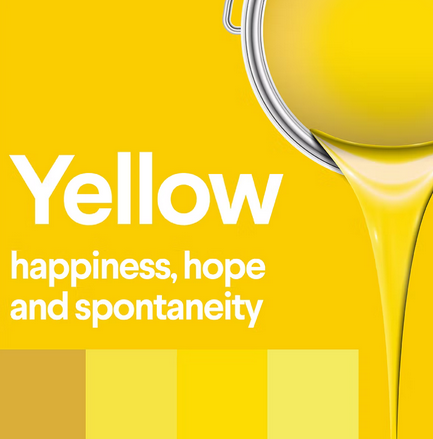 Yellow
happiness, hope
and spontaneity